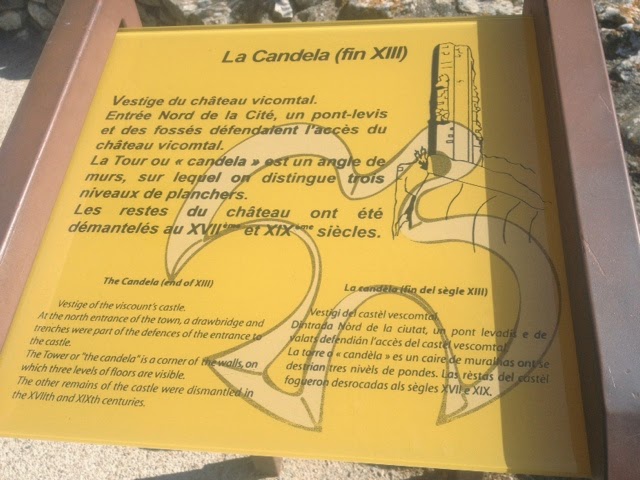 La Candela (fin XIII)
Vestige du château vicomtal.
Entrée Nord de la Cité, un pont-levis
et des fossés défendaient l'accès du
château vicomtal.
La Tour ou « candela » est un angle de
murs, sur lequel on distingue trois
niveaux de planchers.
Les restes du château ont été
démantelés au XVIIème et XIXème siècles.
The Candela (end of XIII)
Vestige of the viscount's castle.
At the north entrance of the town, a drawbridge and
trenches were part of the defences of the entrance to
the castle.
The Tower or "the candela" is a corner of the walls, on
which three levels of floors are visible.
The other remains of the castle were dismantled in
the XVIIth and XIXth centuries.
La candèla (fin del sègle XIII)
Vestigi del castèl vescomtal.
Dintrada Nord de la ciutat, un pont levadís e de
valats defendián l'accès del castèl vescomtal.
La torre o « candèla » es un caire de muralhas ont se
destrian tres nivèls de pondes. Las rèstas del castèl
fogueron desrocadas als sègles XVII e XIX.